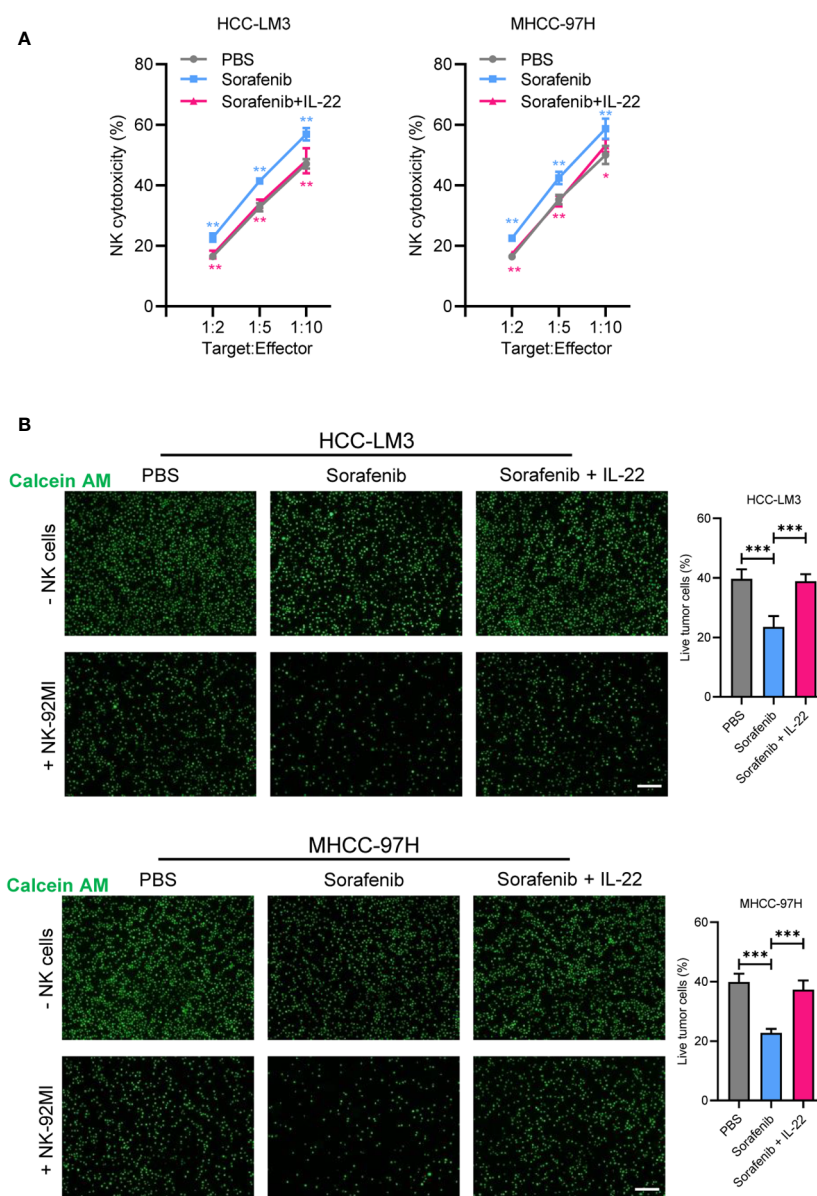 A
HCC-LM3
NK cytotoxicity (%)
80
60
40
20
0
PBS
Sorafenib
Sorafenib+IL-22
**
**
**
**
**
**
1:2 1:5 1:10
Target:Effector
MHCC-97H
NK cytotoxicity (%)
80
60
40
20
0
PBS
Sorafenib
Sorafenib+IL-22
**
**
**
**
**
*
1:2 1:5 1:10
Target:Effector
B
HCC-LM3
Calcein AM
PBS Sorafenib Sorafenib + IL-22
- NK cells
+ NK-92MI
HCC-LM3
Live tumor cells (%)
60
40
20
0
*** ***
PBS
Sorafenib
Sorafenib + IL-22
MHCC-97H
Calcein AM
PBS Sorafenib Sorafenib + IL-22
- NK cells
+ NK-92MI
MHCC-97H
Live tumor cells (%)
60
40
20
0
*** ***
PBS
Sorafenib
Sorafenib + IL-22